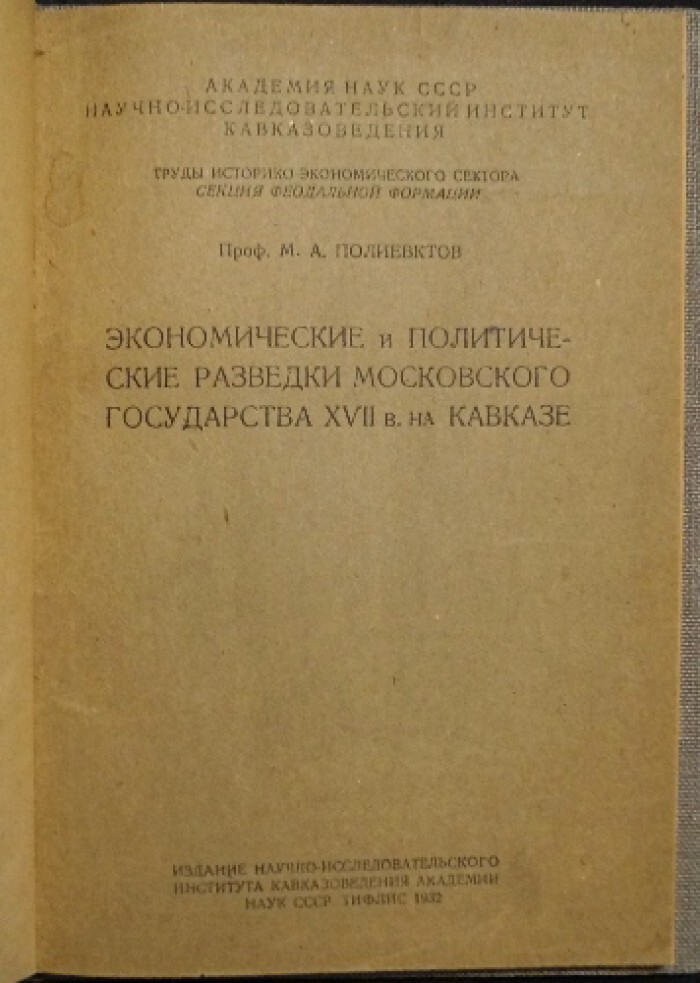 АКАДЕМИЯ НАУК СССР
НАУЧНО-ИССЛЕДОВАТЕЛЬСКИЙ ИНСТИТУТ
КАВКАЗОВЕДЕНИЯ
ТРУДЫ ИСТОРИКО-ЭКОНОМИЧЕСКОГО СЕКТОРА
СЕКЦИЯ ФЕОДАЛЬНОЙ ФОРМАЦИИ
Проф. М. А. ПОЛИЕВКТОВ
ЭКОНОМИЧЕСКИЕ и ПОЛИТИЧЕ-
СКИЕ РАЗВЕДКИ МОСКОВСКОГО
ГОСУДАРСТВА XVII в. на КАВКАЗЕ
ИЗДАНИЕ НАУЧНО-ИССЛЕДОВАТЕЛЬСКОГО
ИНСТИТУТА КАВКАЗОВЕДЕНИЯ АКАДЕМИИ
НАУК СССР ТИФЛИС 1932